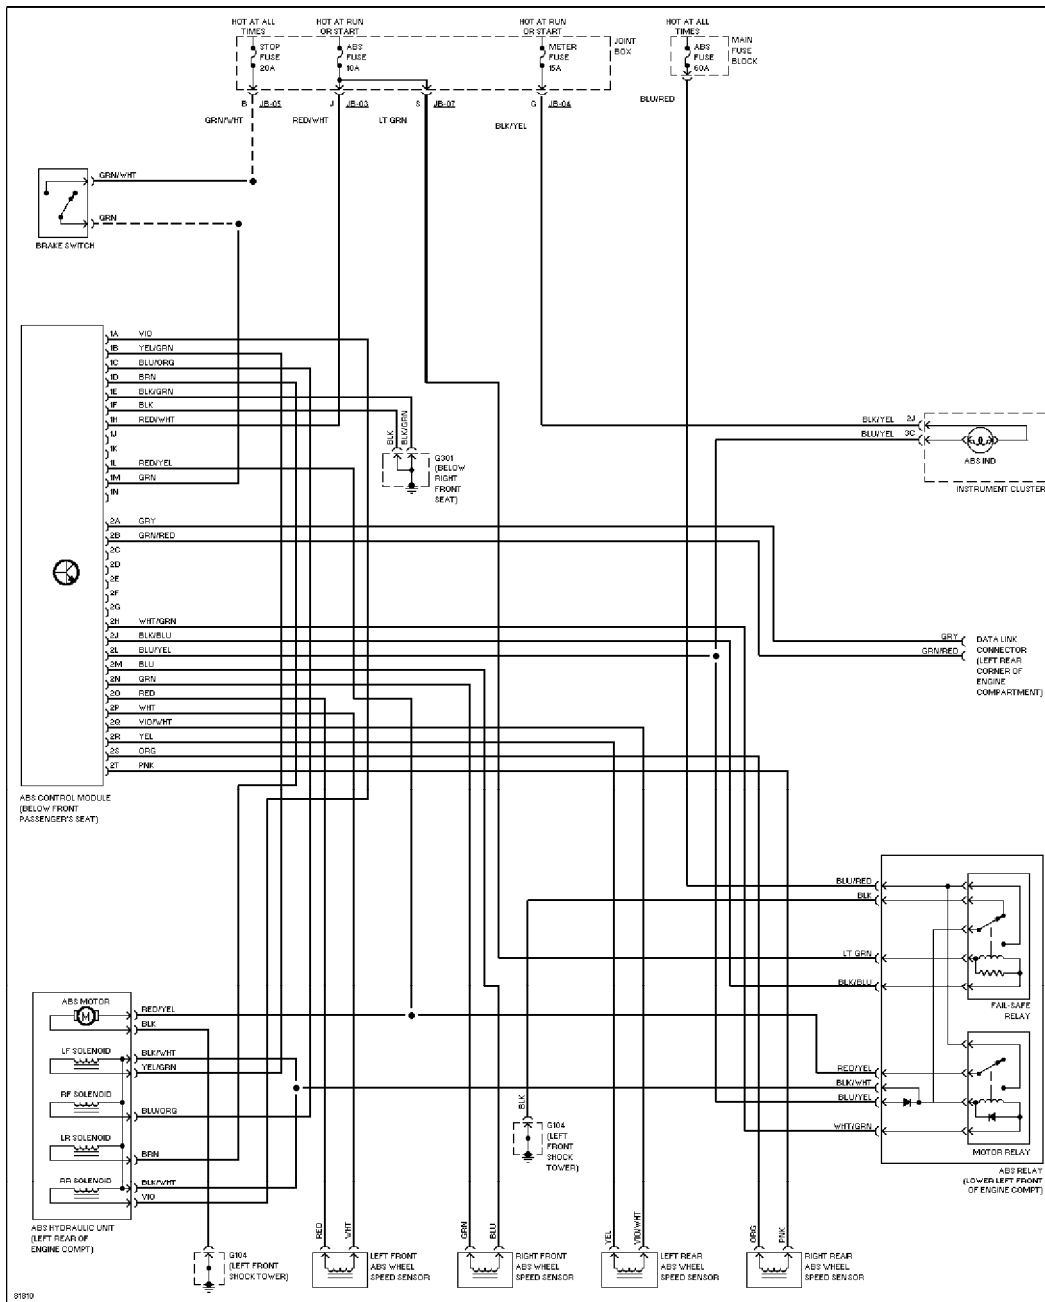 HOT AT ALL
TIMES
HOT AT RUN
OR START
HOT AT RUN
OR START
HOT AT ALL
TIMES
STOP
FUSE
20A
ABS
FUSE
10A
METER
FUSE
15A
JOINT
BOX
ABS
FUSE
60A
MAIN
FUSE
BLOCK
B JB-05
J JB-03
S JB-07
G JB-04
GRN/WHT
RED/WHT
LT GRN
BLK/YEL
BLU/RED
GRN/WHT
GRN
BRAKE SWITCH
1A VIO
1B YEL/GRN
1C BLU/ORG
1D BRN
1E BLK/GRN
1F BLK
1H RED/WHT
1J
1K
1L RED/YEL
1M GRN
1N
BLK
BLK/GRN
G301
(BELOW
RIGHT
FRONT
SEAT)
BLK/YEL 2J
BLU/YEL 3C
ABS IND
INSTRUMENT CLUSTER
2A GRY
2B GRN/RED
2C
2D
2E
2F
2G
2H WHT/GRN
2J BLK/BLU
2L BLU/YEL
2M BLU
2N GRN
2O RED
2P WHT
2Q VIO/WHT
2R YEL
2S ORG
2T PNK
GRY
GRN/RED
DATA LINK
CONNECTOR
(LEFT REAR
CORNER OF
ENGINE
COMPARTMENT)
ABS CONTROL MODULE
(BELOW FRONT
PASSENGER'S SEAT)
BLU/RED
BLK
LT GRN
BLK/BLU
FAIL-SAFE
RELAY
RED/YEL
BLK/WHT
BLU/YEL
WHT/GRN
MOTOR RELAY
ABS RELAY
(LOWER LEFT FRONT
OF ENGINE COMPT)
ABS MOTOR
M
RED/YEL
BLK
LF SOLENOID
BLK/WHT
YEL/GRN
RF SOLENOID
BLU/ORG
LR SOLENOID
BRN
RR SOLENOID
BLK/WHT
VIO
ABS HYDRAULIC UNIT
(LEFT REAR OF
ENGINE COMPT)
BLK
G104
(LEFT
FRONT
SHOCK
TOWER)
G104
(LEFT FRONT
SHOCK TOWER)
RED
WHT
LEFT FRONT
ABS WHEEL
SPEED SENSOR
GRN
BLU
RIGHT FRONT
ABS WHEEL
SPEED SENSOR
YEL
VIO/WHT
LEFT REAR
ABS WHEEL
SPEED SENSOR
ORG
PNK
RIGHT REAR
ABS WHEEL
SPEED SENSOR